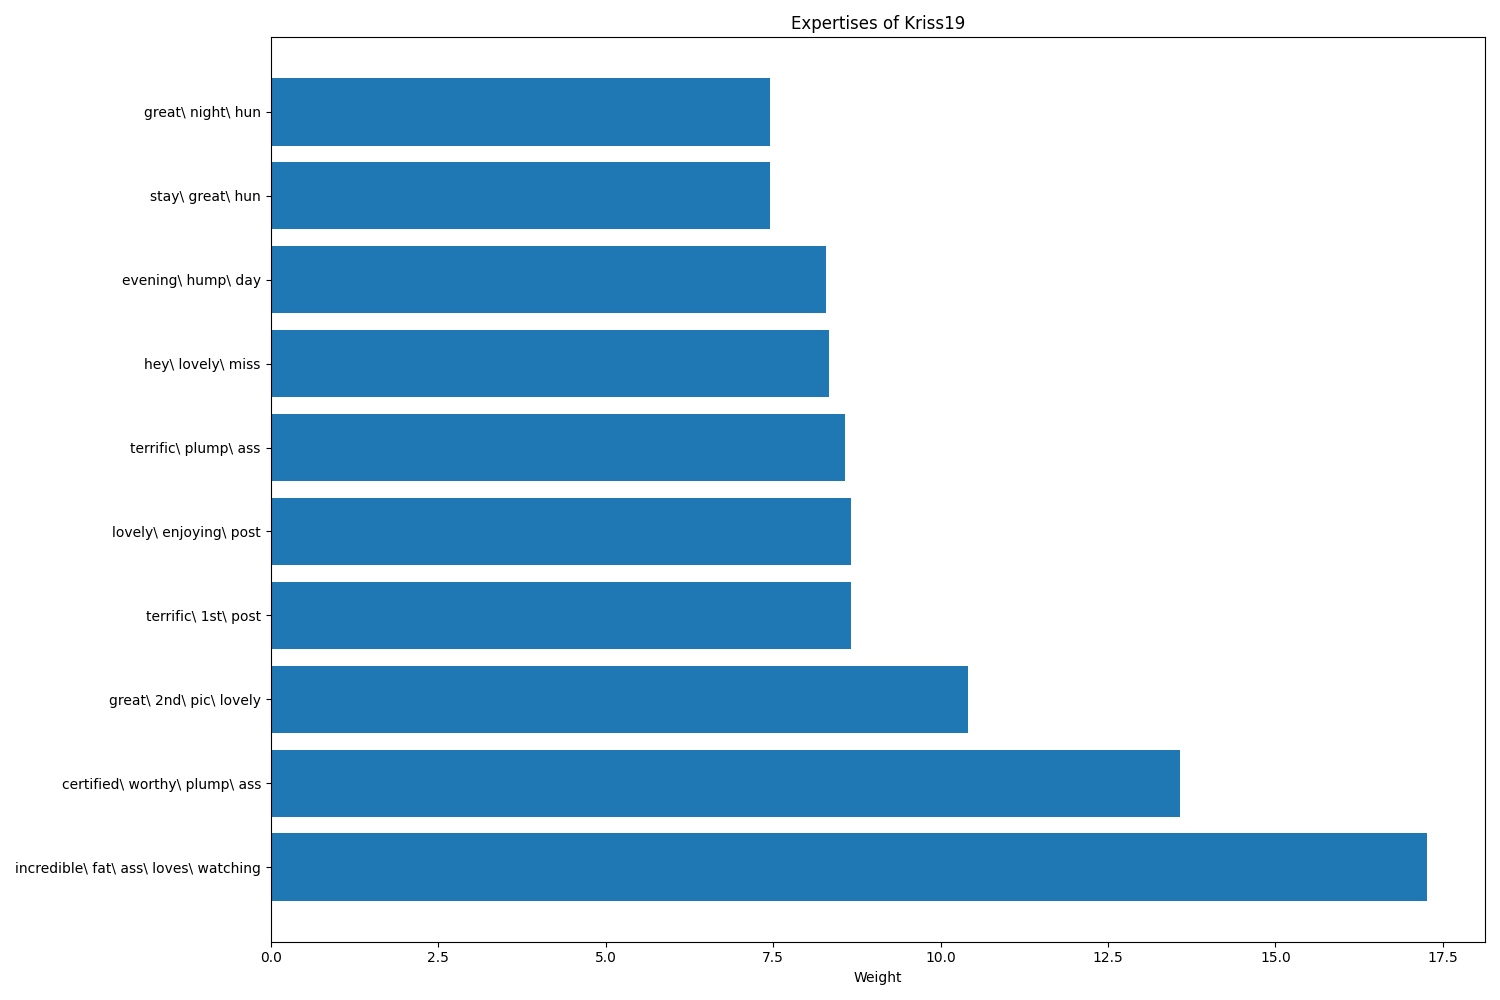 Expertises of Kriss19
great\ night\ hun
stay\ great\ hun
evening\ hump\ day
hey\ lovely\ miss
terrific\ plump\ ass
lovely\ enjoying\ post
terrific\ 1st\ post
great\ 2nd\ pic\ lovely
certified\ worthy\ plump\ ass
incredible\ fat\ ass\ loves\ watching
0.0 2.5 5.0 7.5 10.0 12.5 15.0 17.5
Weight